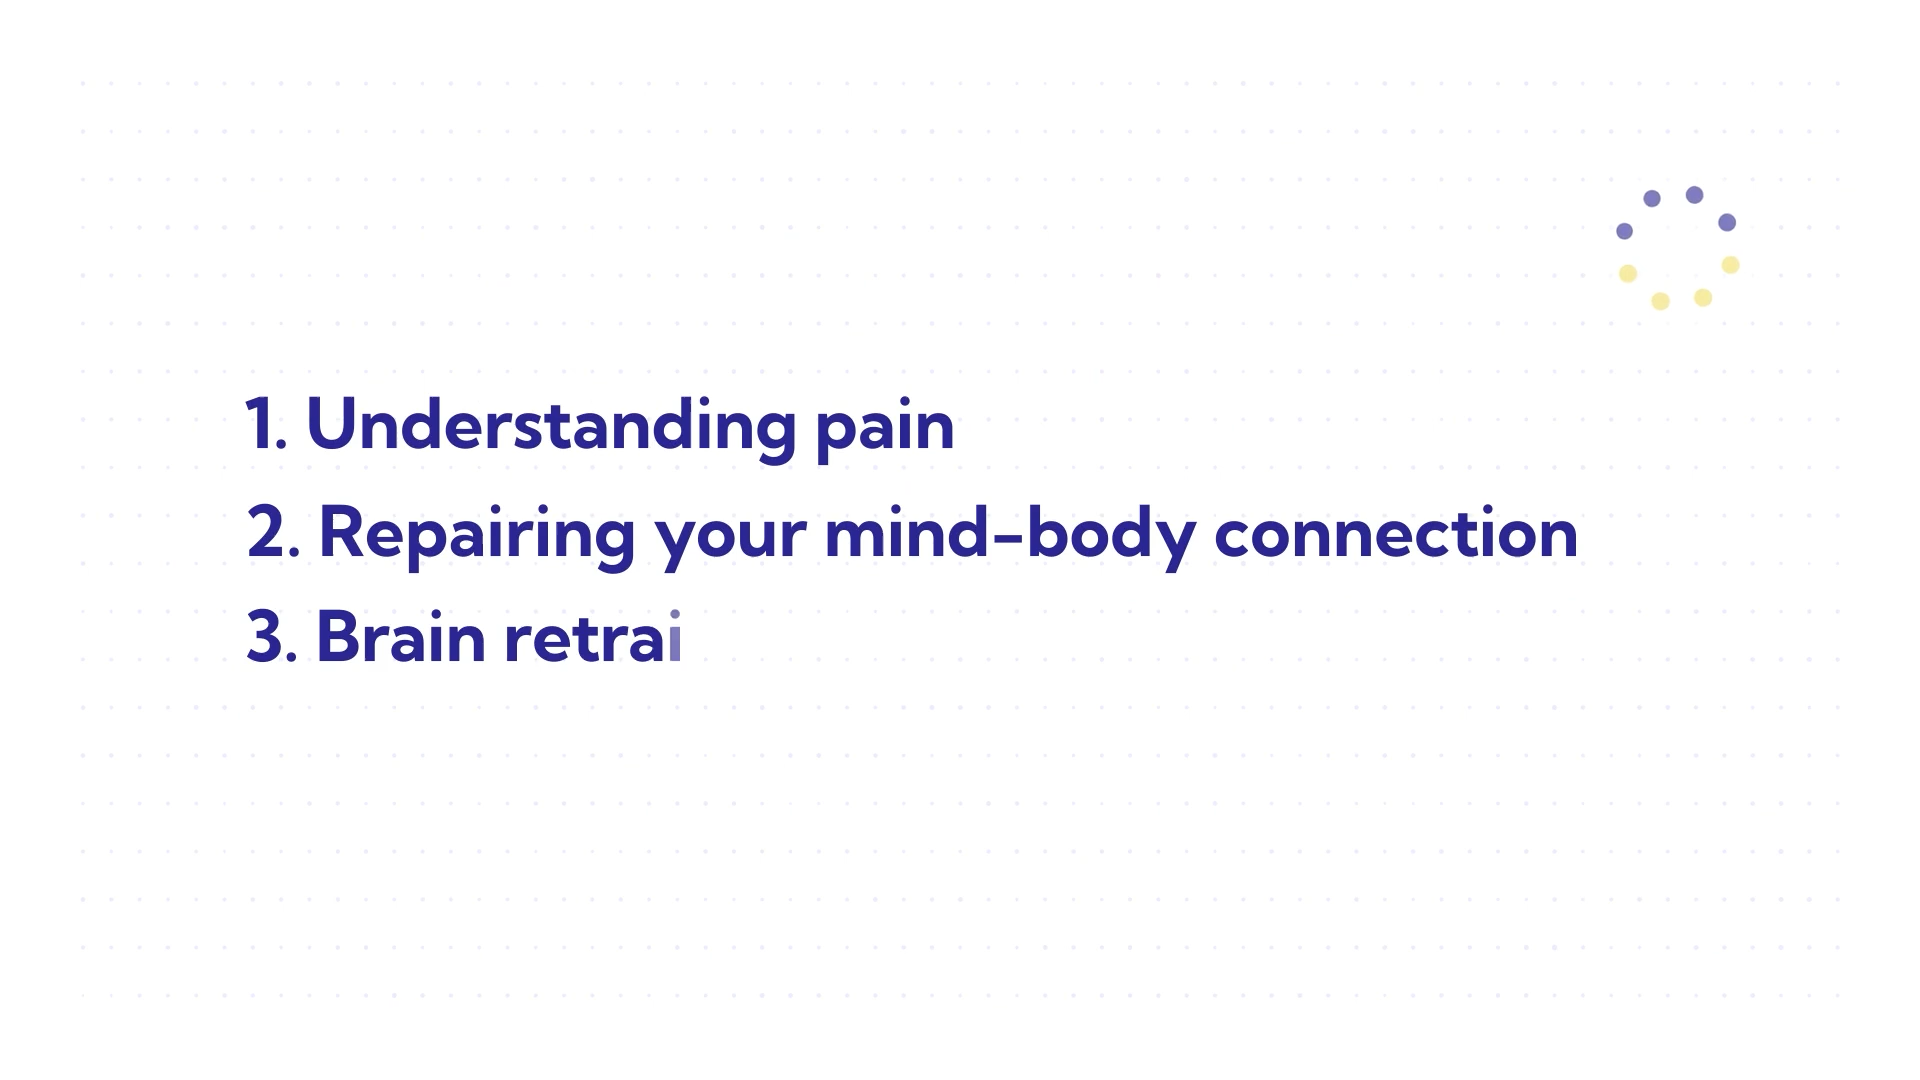 1. Understanding pain
2. Repairing your mind-body connection
3. Brain retrai